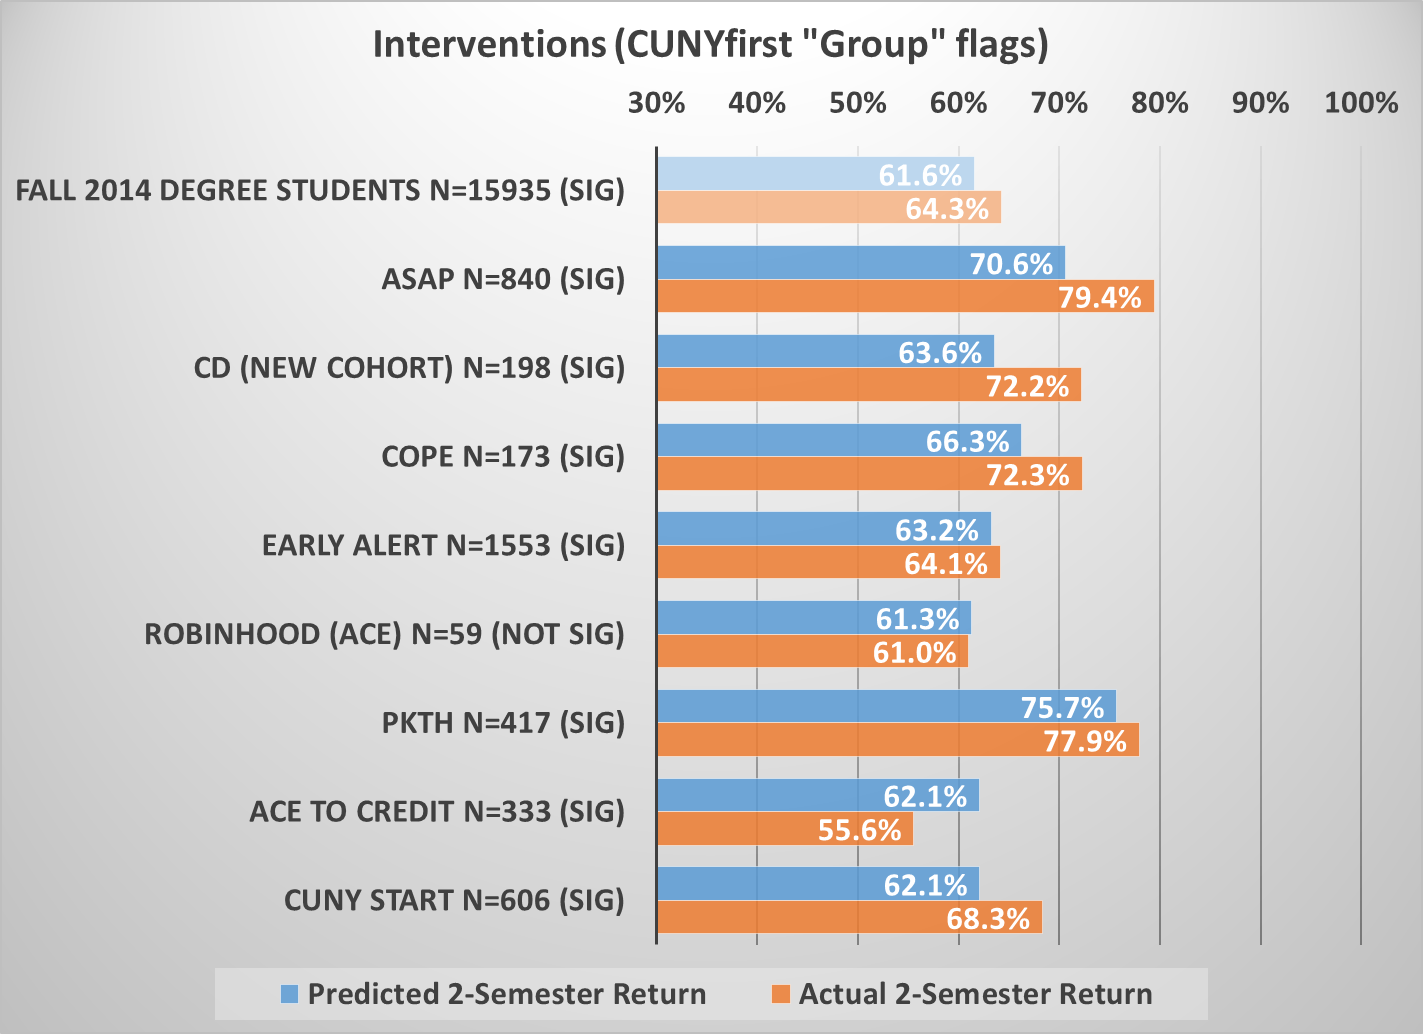 Interventions (CUNYfirst "Group" flags)
30% 40% 50% 60% 70% 80% 90% 100%
FALL 2014 DEGREE STUDENTS N=15935 (SIG)
61.6%
64.3%
ASAP N=840 (SIG)
70.6%
79.4%
CD (NEW COHORT) N=198 (SIG)
63.6%
72.2%
COPE N=173 (SIG)
66.3%
72.3%
EARLY ALERT N=1553 (SIG)
63.2%
64.1%
ROBINHOOD (ACE) N=59 (NOT SIG)
61.3%
61.0%
PKTH N=417 (SIG)
75.7%
77.9%
ACE TO CREDIT N=333 (SIG)
62.1%
55.6%
CUNY START N=606 (SIG)
62.1%
68.3%
Predicted 2-Semester Return Actual 2-Semester Return